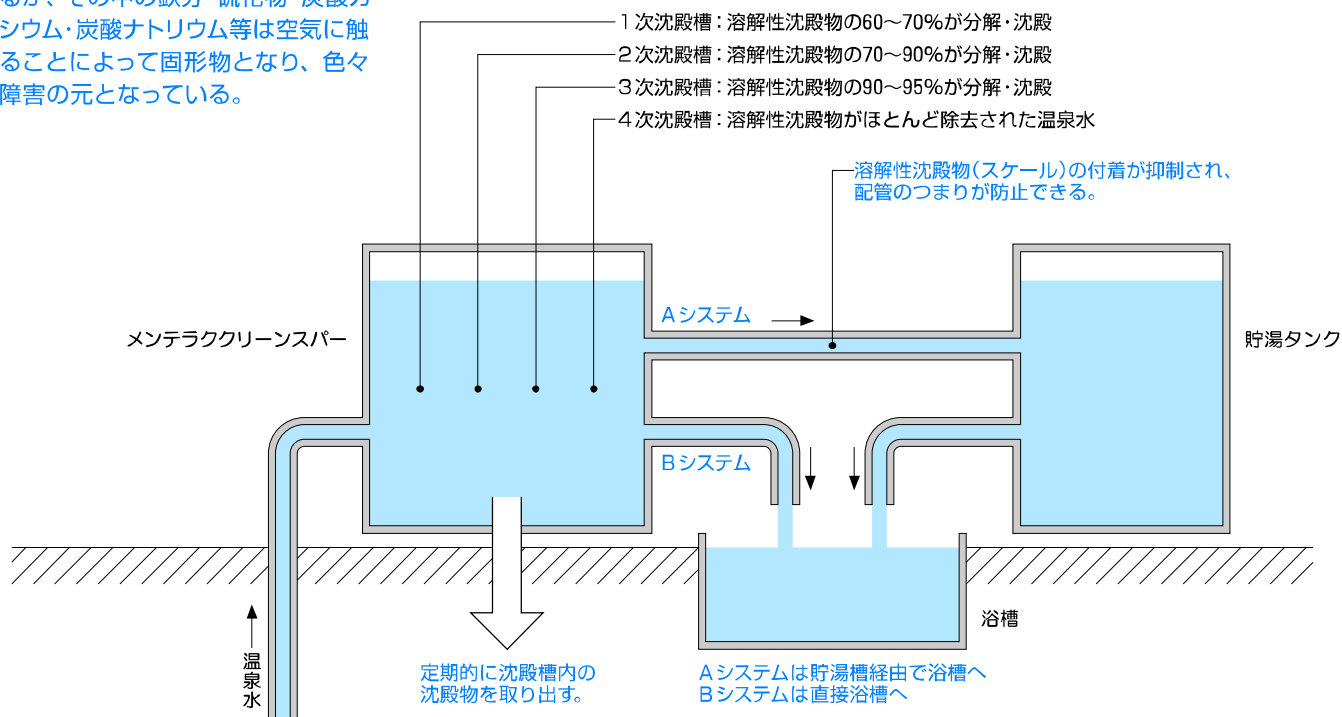 シウム・炭酸ナトリウム等は空気に触
ることによって固形物となり、色々
障害の元となっている。
1次沈殿槽：溶解性沈殿物の60～70%が分解・沈殿
2次沈殿槽：溶解性沈殿物の70～90%が分解・沈殿
3次沈殿槽：溶解性沈殿物の90～95%が分解・沈殿
4次沈殿槽：溶解性沈殿物がほとんど除去された温泉水
溶解性沈殿物（スケール）の付着が抑制され、
配管のつまりが防止できる。
Aシステム
メンテラククリーンスパー
貯湯タンク
Bシステム
浴槽
温泉水
定期的に沈殿槽内の
沈殿物を取り出す。
Aシステムは貯湯槽経由で浴槽へ
Bシステムは直接浴槽へ